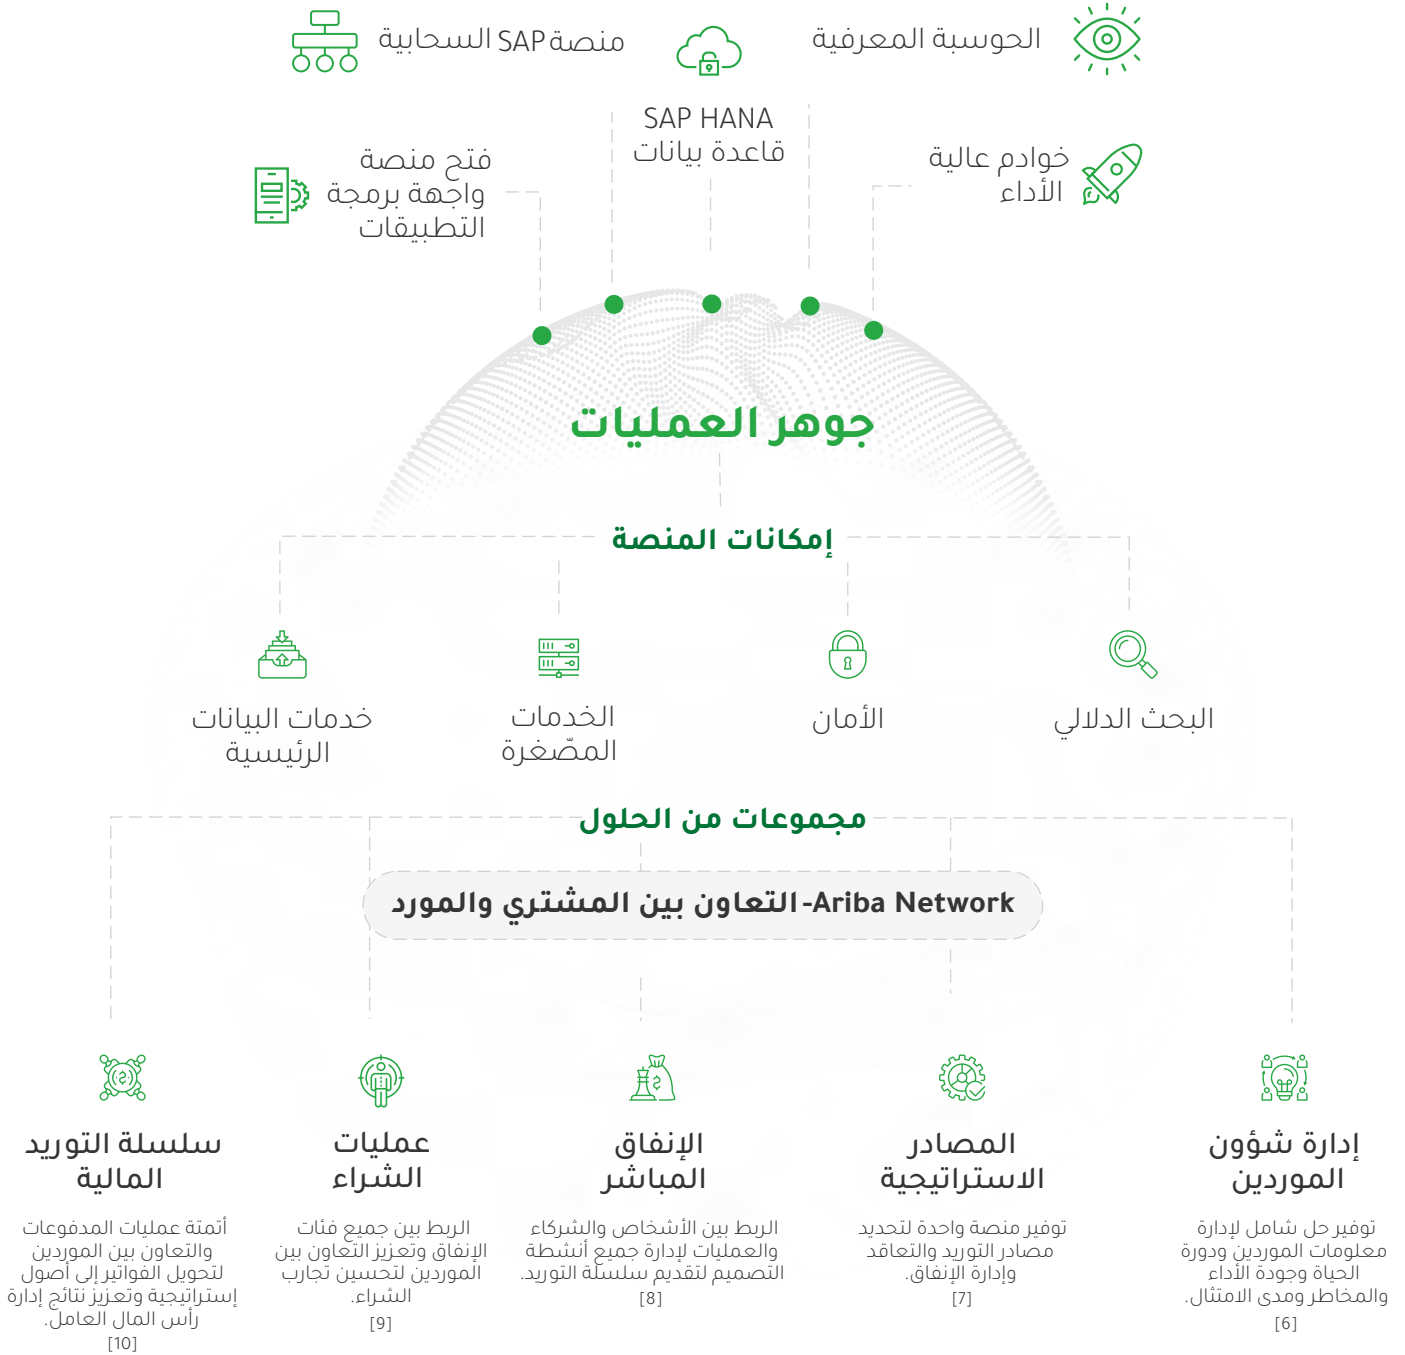 الحوسبة المعرفية
منصة SAP السحابية
SAP HANA
قاعدة بيانات
خوادم عالية
الأداء
فتح منصة
واجهة برمجة
التطبيقات
جوهر العمليات
إمكانات المنصة
البحث الدلالي
الأمان
الخدمات
المصّغرة
خدمات البيانات
الرئيسية
مجموعات من الحلول
Ariba Network- التعاون بين المشتري والمورد
إدارة شؤون
الموردين
توفير حل شامل لإدارة
معلومات الموردين ودورة
الحياة وجودة الأداء
والمخاطر ومدى الامتثال.
[6]
المصادر
الاستراتيجية
توفير منصة واحدة لتحديد
مصادر التوريد والتعاقد
وإدارة الإنفاق.
[7]
الإنفاق
المباشر
الربط بين الأشخاص والشركاء
والعمليات لإدارة جميع أنشطة
التصميم لتقديم سلسلة التوريد.
[8]
عمليات
الشراء
الربط بين جميع فئات
الإنفاق وتعزيز التعاون بين
الموردين لتحسين تجارب
الشراء.
[9]
سلسلة التوريد
المالية
أتمتة عمليات المدفوعات
والتعاون بين الموردين
لتحويل الفواتير إلى أصول
إستراتيجية وتعزيز نتائج إدارة
رأس المال العامل.
[10]